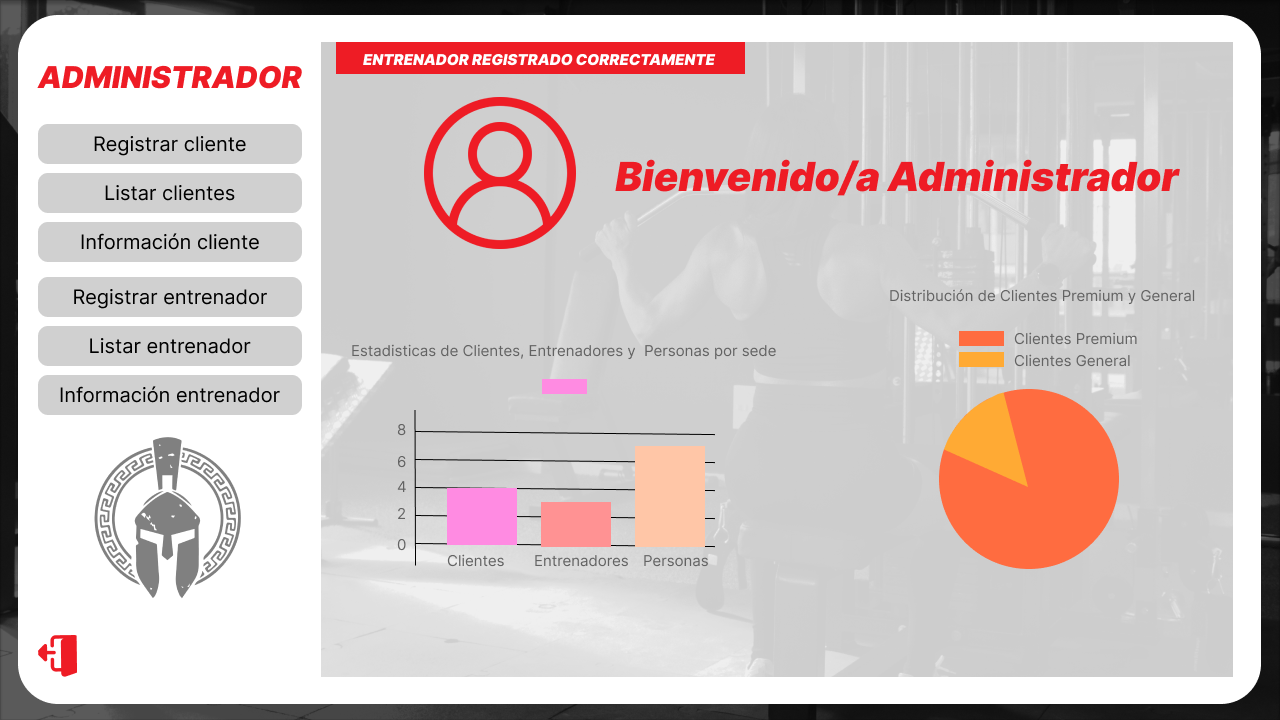 ADMINISTRADOR
Registrar cliente
Listar clientes
Información cliente
Registrar entrenador
Listar entrenador
Información entrenador
ENTRENADOR REGISTRADO CORRECTAMENTE
Bienvenido/a Administrador
Estadisticas de Clientes, Entrenadores y Personas por sede
8
6
4
2
0
Clientes Entrenadores Personas
Distribución de Clientes Premium y General
Clientes Premium
Clientes General